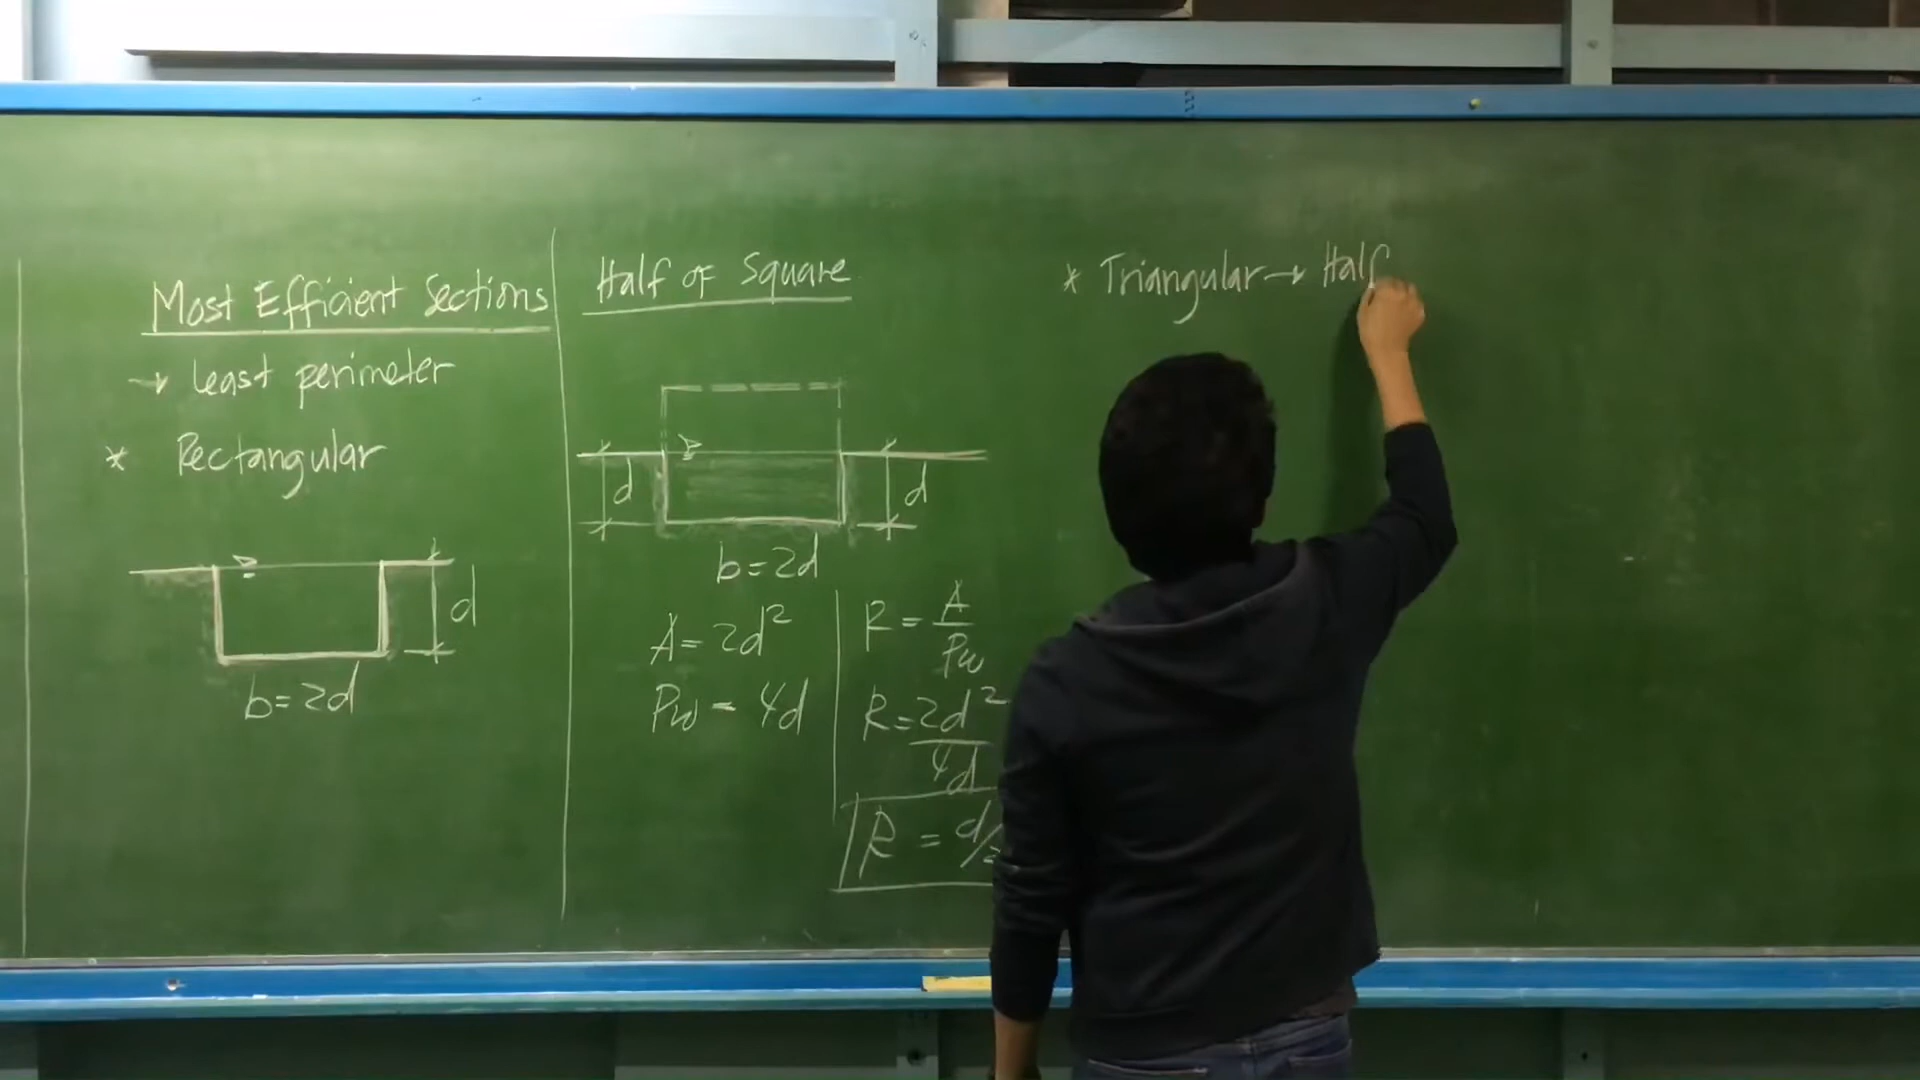 Most Efficient Sections
→ least perimeter
* Rectangular
d
b=2d
Half of Square
d
d
b=2d
A=2d²
Pw = 4d
R = A/Pw
R = 2d²/4d
R = d/2
* Triangular → Half